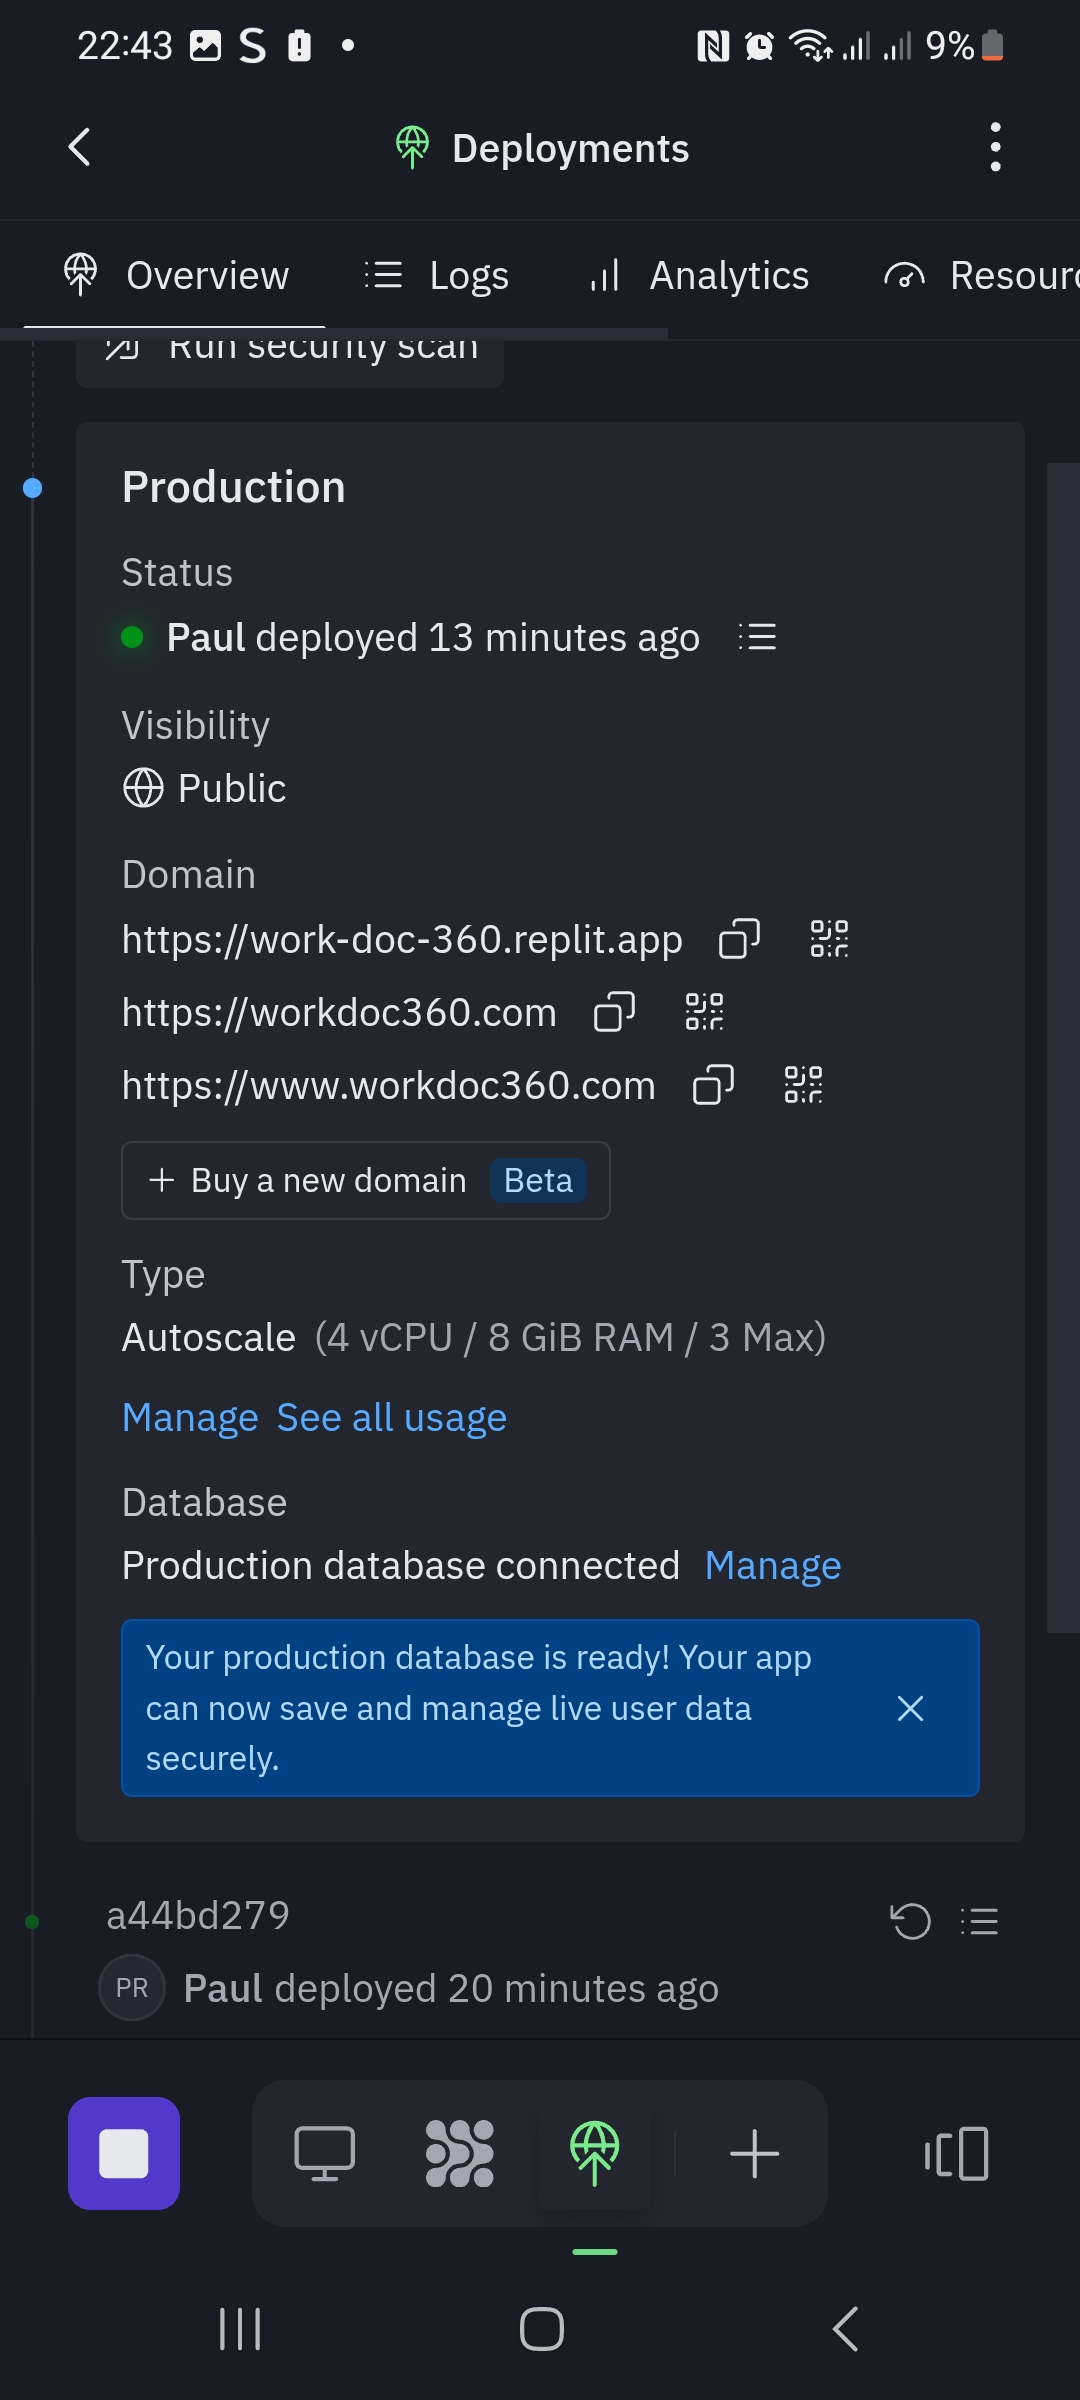 22:43
9%
Deployments
Overview Logs Analytics Resourc
Run security scan
Production
Status
Paul deployed 13 minutes ago
Visibility
Public
Domain
https://work-doc-360.replit.app
https://workdoc360.com
https://www.workdoc360.com
+ Buy a new domain Beta
Type
Autoscale (4 vCPU / 8 GiB RAM / 3 Max)
Manage See all usage
Database
Production database connected Manage
Your production database is ready! Your app
can now save and manage live user data
securely.
a44bd279
PR Paul deployed 20 minutes ago